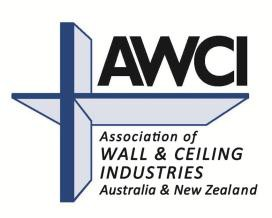 AWCI
Association of
WALL & CEILING
INDUSTRIES
Australia & New Zealand